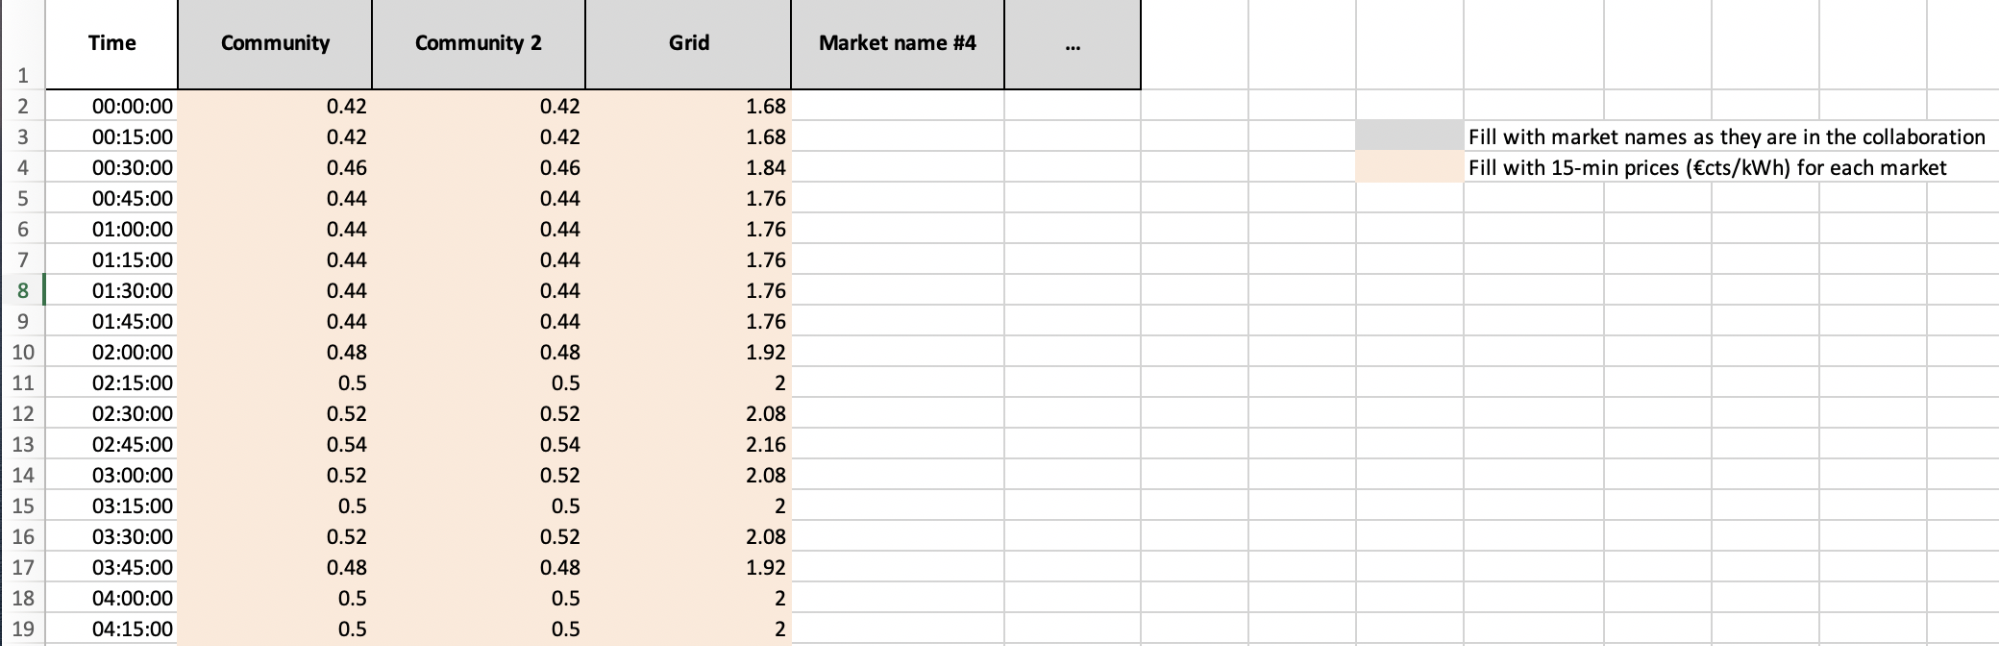 1 Time Community Community 2 Grid Market name #4 ...
2 00:00:00 0.42 0.42 1.68
3 00:15:00 0.42 0.42 1.68 Fill with market names as they are in the collaboration
4 00:30:00 0.46 0.46 1.84 Fill with 15-min prices (€cts/kWh) for each market
5 00:45:00 0.44 0.44 1.76
6 01:00:00 0.44 0.44 1.76
7 01:15:00 0.44 0.44 1.76
8 01:30:00 0.44 0.44 1.76
9 01:45:00 0.44 0.44 1.76
10 02:00:00 0.48 0.48 1.92
11 02:15:00 0.5 0.5 2
12 02:30:00 0.52 0.52 2.08
13 02:45:00 0.54 0.54 2.16
14 03:00:00 0.52 0.52 2.08
15 03:15:00 0.5 0.5 2
16 03:30:00 0.52 0.52 2.08
17 03:45:00 0.48 0.48 1.92
18 04:00:00 0.5 0.5 2
19 04:15:00 0.5 0.5 2